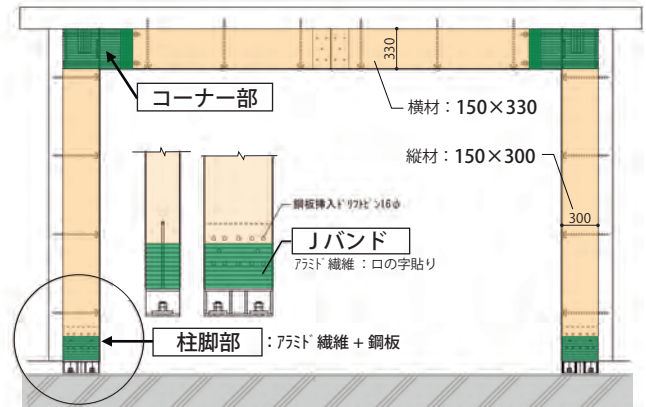 330
コーナー部
横材：150×330
縦材：150×300
300
鋼板挿入ﾄﾞﾘﾌﾄﾋﾟﾝ16φ
Ｊバンド
ｱﾗﾐﾄﾞ繊維：ロの字貼り
柱脚部：ｱﾗﾐﾄﾞ繊維＋鋼板